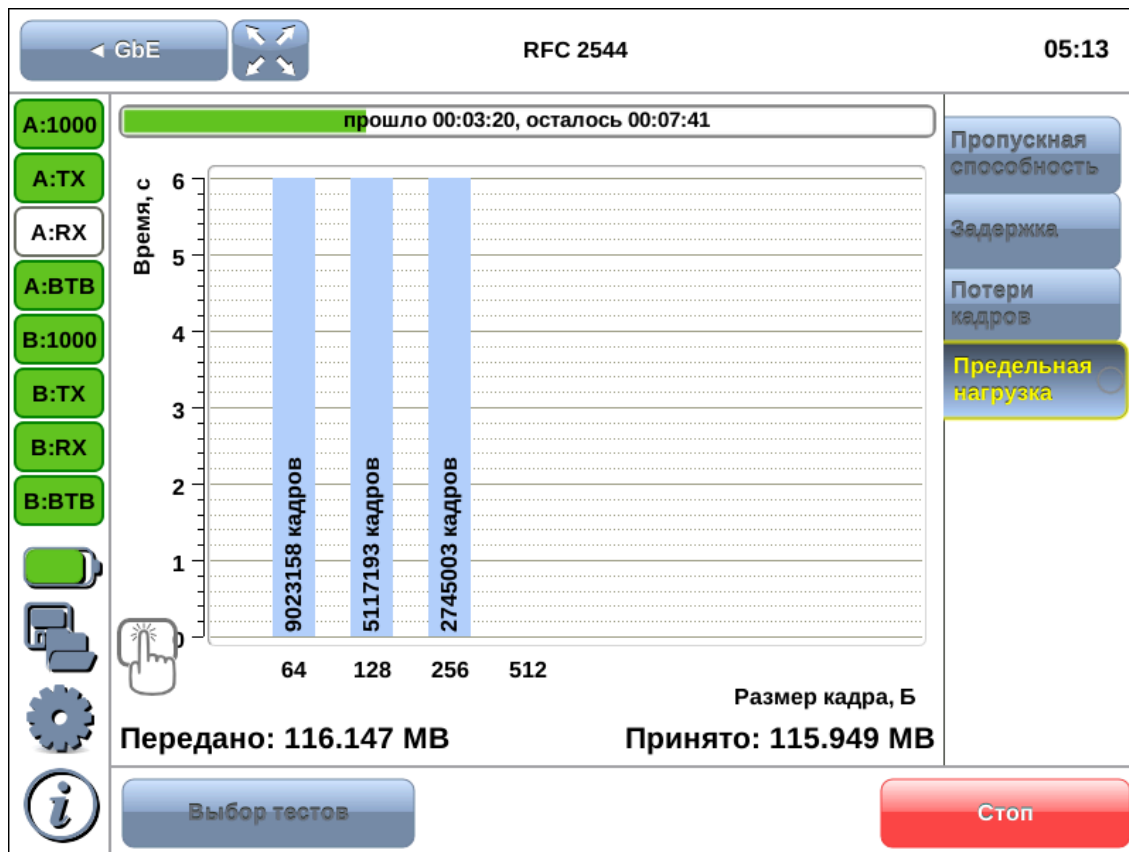 ◄ GbE
RFC 2544
05:13
A:1000
A:TX
A:RX
A:BTB
B:1000
B:TX
B:RX
B:BTB
прошло 00:03:20, осталось 00:07:41
Время, с
6
5
4
3
2
1
0
9023158 кадров
5117193 кадров
2745003 кадров
64 128 256 512
Размер кадра, Б
Передано: 116.147 MB
Принято: 115.949 MB
Пропускная
способность
Задержка
Потери
кадров
Предельная
нагрузка
i
Выбор тестов
Стоп